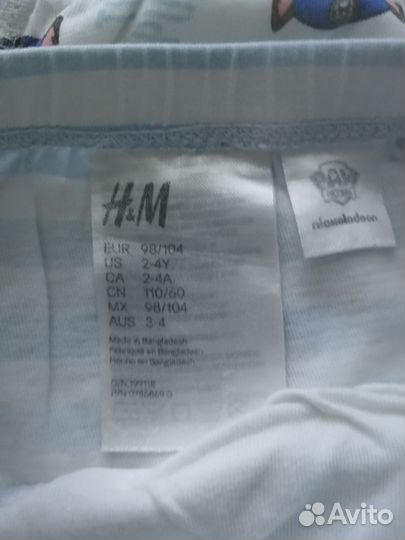 H&M
EUR 98/104
US 2-4Y
CA 2-4A
CN 110/60
MX 98/104
AUS 3-4
Made in Bangladesh
Fabriqué en Bangladesh
Hecho en Bangladesh
nickelodeon
Avito